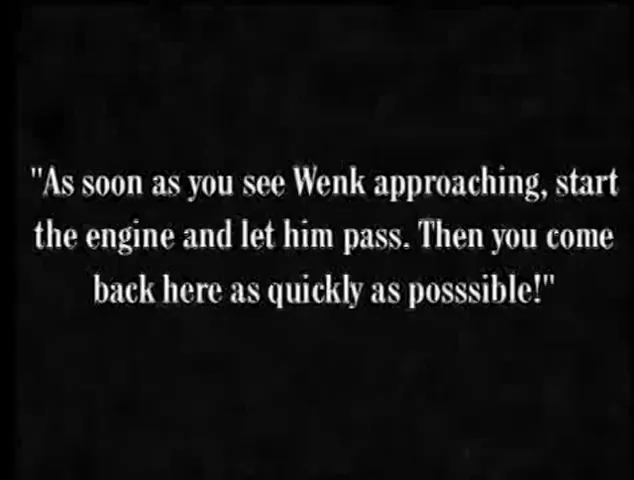 "As soon as you see Wenk approaching, start
the engine and let him pass. Then you come
back here as quickly as posssible!"